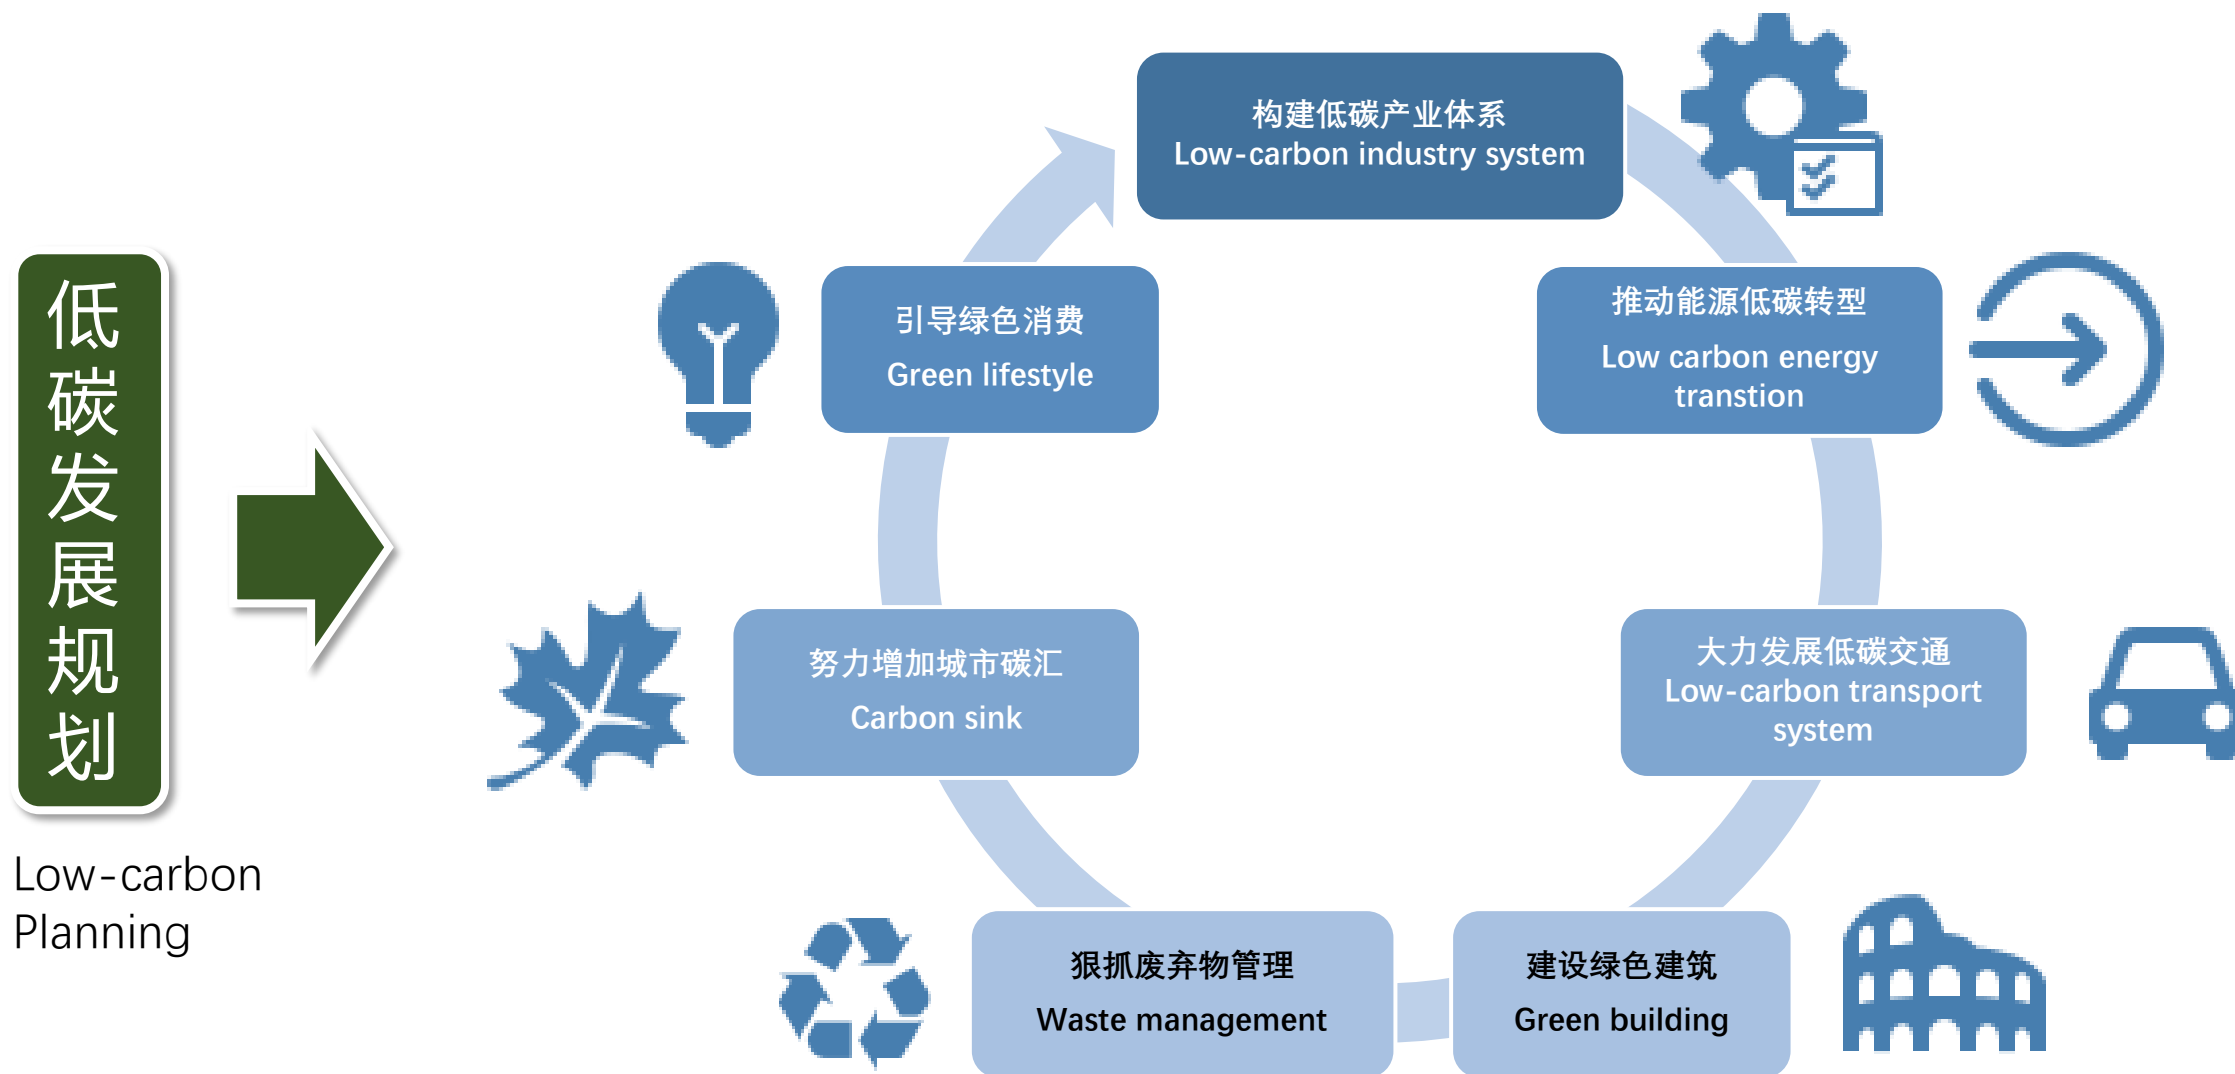 低碳发展规划
Low-carbon
Planning
构建低碳产业体系
Low-carbon industry system
推动能源低碳转型
Low carbon energy
transtion
大力发展低碳交通
Low-carbon transport
system
建设绿色建筑
Green building
狠抓废弃物管理
Waste management
努力增加城市碳汇
Carbon sink
引导绿色消费
Green lifestyle